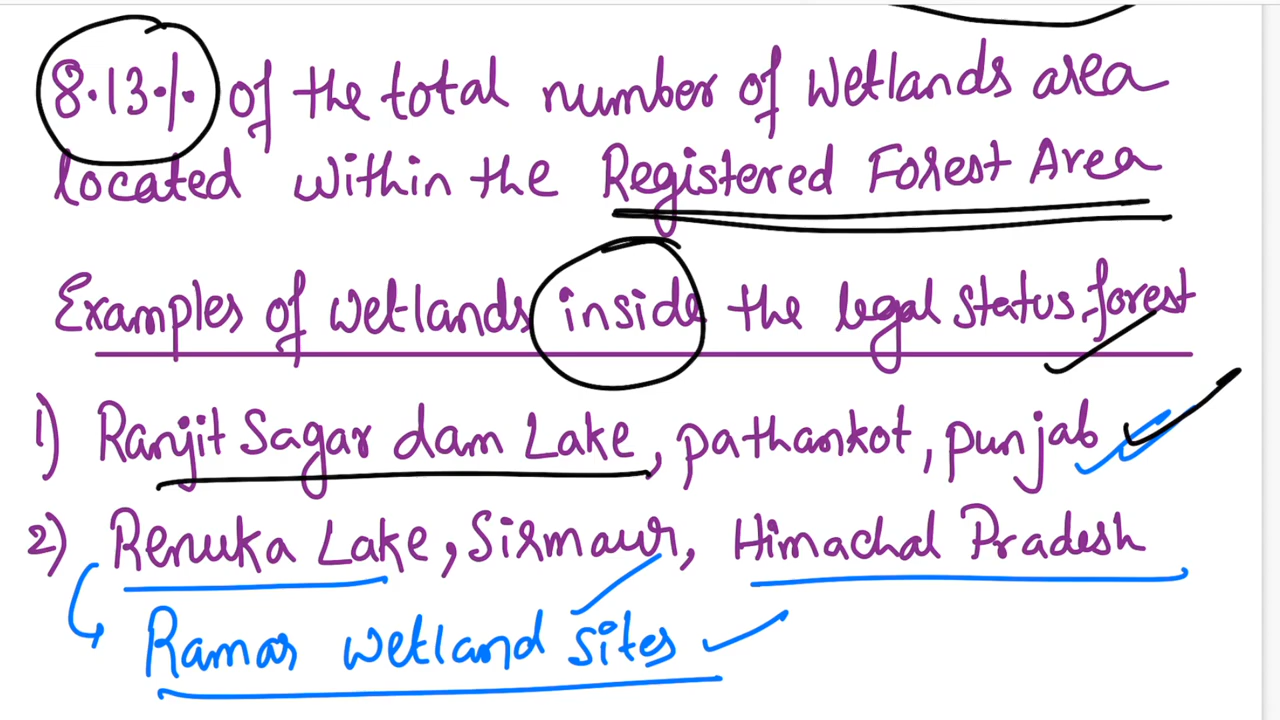 8.13% of the total number of wetlands area
located within the Registered Forest Area
Examples of wetlands inside the legal status forest
1) Ranjit Sagar dam Lake, pathankot, punjab
2) Renuka Lake, Sirmaur, Himachal Pradesh
Ramar wetland sites